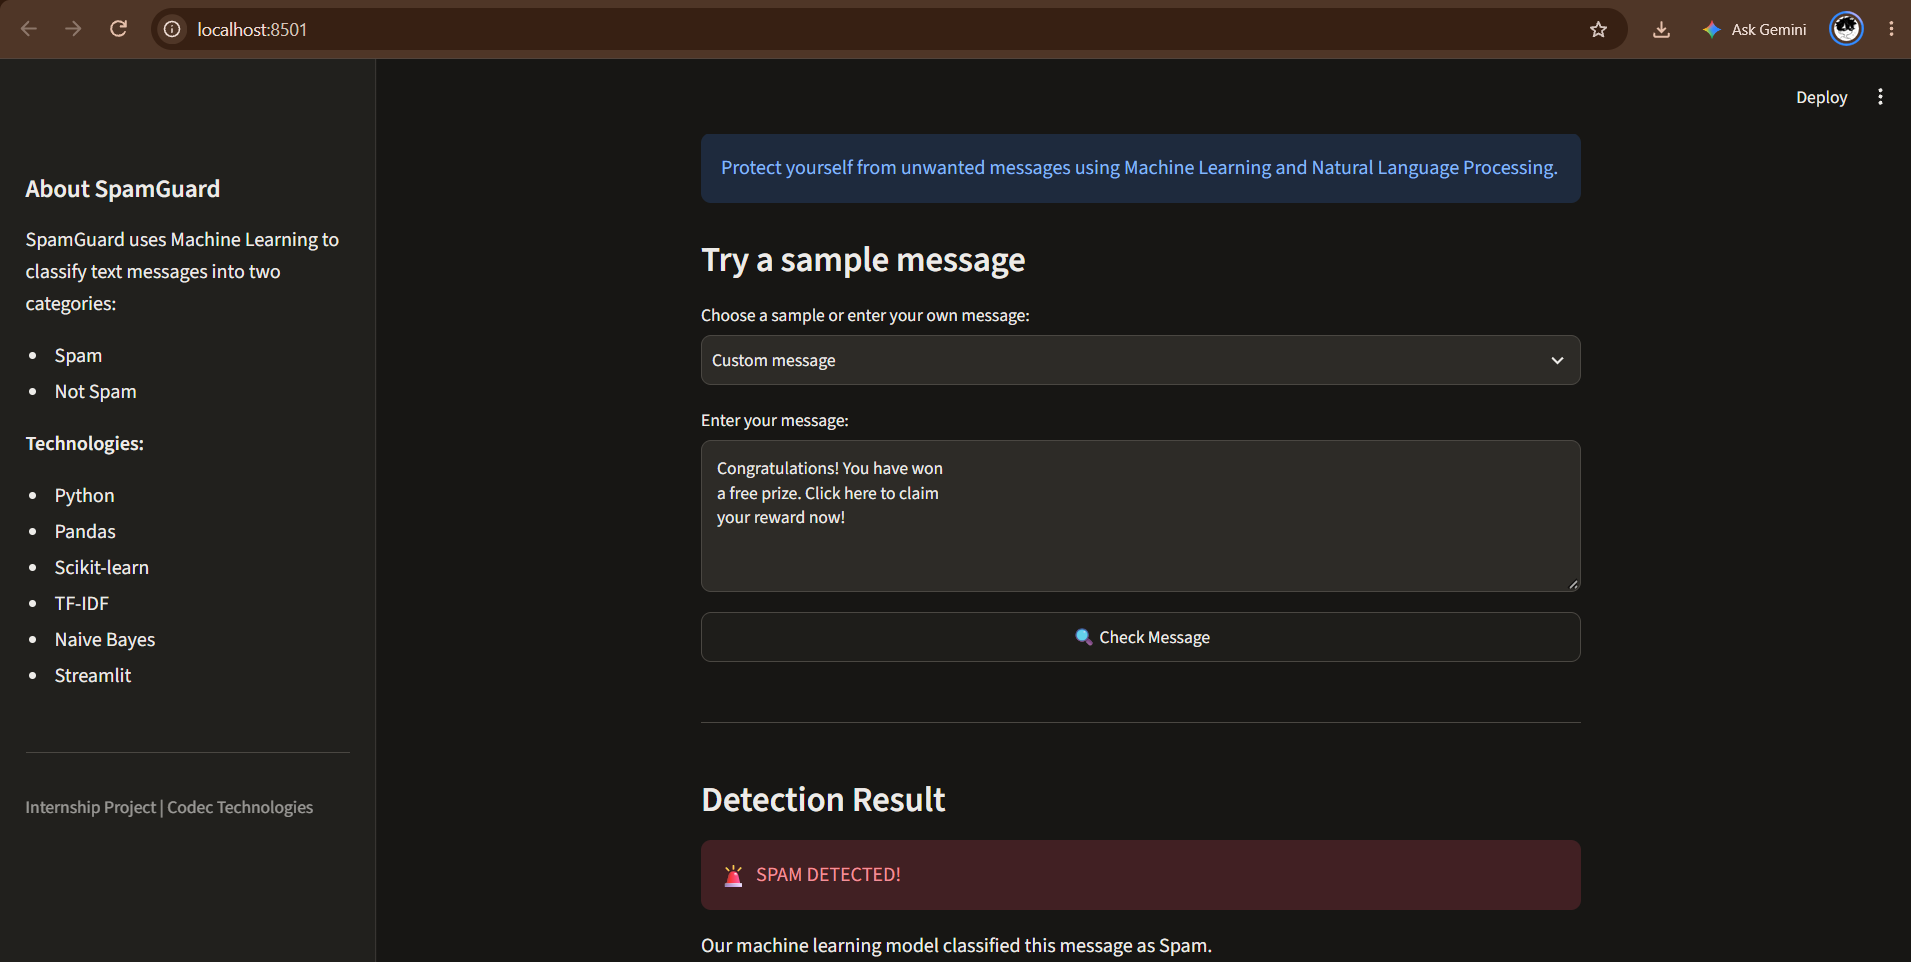 localhost:8501
Ask Gemini
Deploy
About SpamGuard
SpamGuard uses Machine Learning to
classify text messages into two
categories:
Spam
Not Spam
Technologies:
Python
Pandas
Scikit-learn
TF-IDF
Naive Bayes
Streamlit
Internship Project | Codec Technologies
Protect yourself from unwanted messages using Machine Learning and Natural Language Processing.
Try a sample message
Choose a sample or enter your own message:
Custom message
Enter your message:
Congratulations! You have won
a free prize. Click here to claim
your reward now!
Check Message
Detection Result
SPAM DETECTED!
Our machine learning model classified this message as Spam.